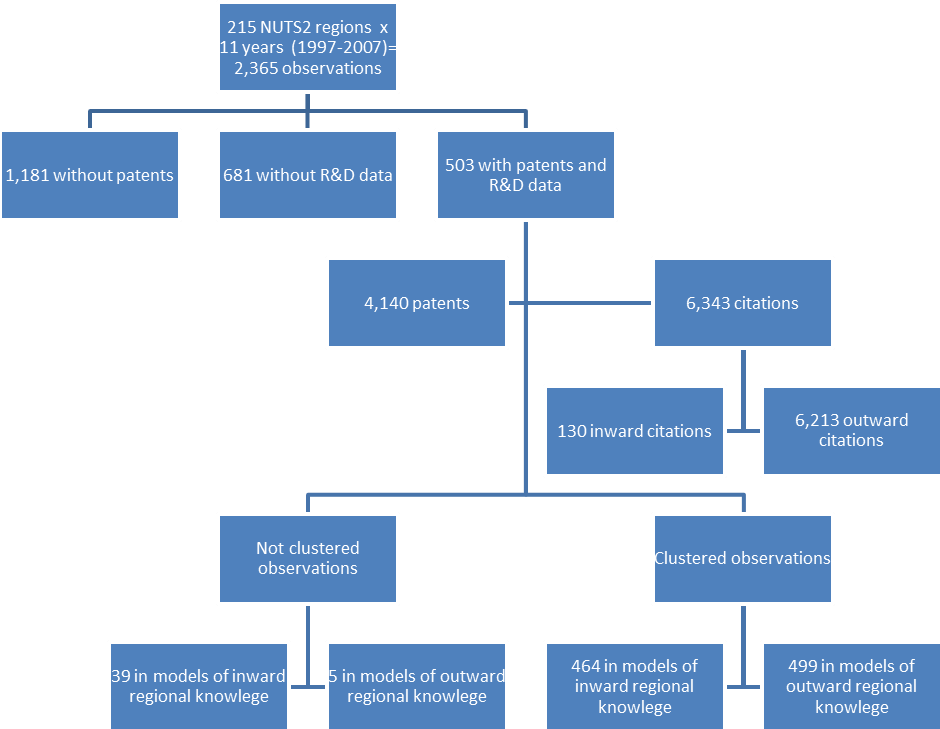 215 NUTS2 regions x
11 years (1997-2007)=
2,365 observations
1,181 without patents
681 without R&D data
503 with patents and
R&D data
4,140 patents
6,343 citations
130 inward citations
6,213 outward
citations
Not clustered
observations
Clustered observations
39 in models of inward
regional knowlege
5 in models of outward
regional knowlege
464 in models of
inward regional
knowlege
499 in models of
outward regional
knowlege